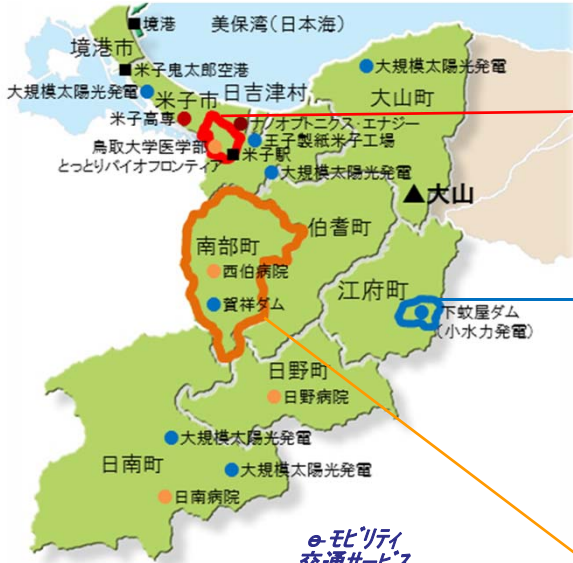 境港
美保湾(日本海)
境港市
米子鬼太郎空港
大規模太陽光発電
大規模太陽光発電
米子市
日吉津村
大山町
米子高専
ナノオプトニクス・エナジー
鳥取大学医学部
とっとりバイオフロンティア
王子製紙米子工場
米子駅
大規模太陽光発電
▲大山
伯耆町
南部町
西伯病院
賀祥ダム
江府町
下蚊屋ダム
(小水力発電)
日野町
日野病院
大規模太陽光発電
日南町
大規模太陽光発電
日南病院
e-モビリティ
交通サービス